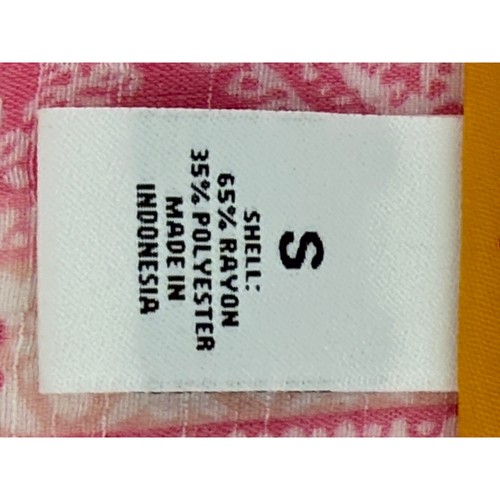 S
SHELL:
65% RAYON
35% POLYESTER
MADE IN
INDONESIA